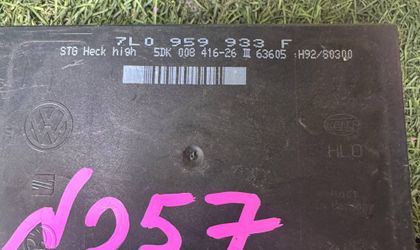 7L0 959 933 F
STG Heck high 5DK 008 416-26 III 63605 :H92/80300
HLO
N257